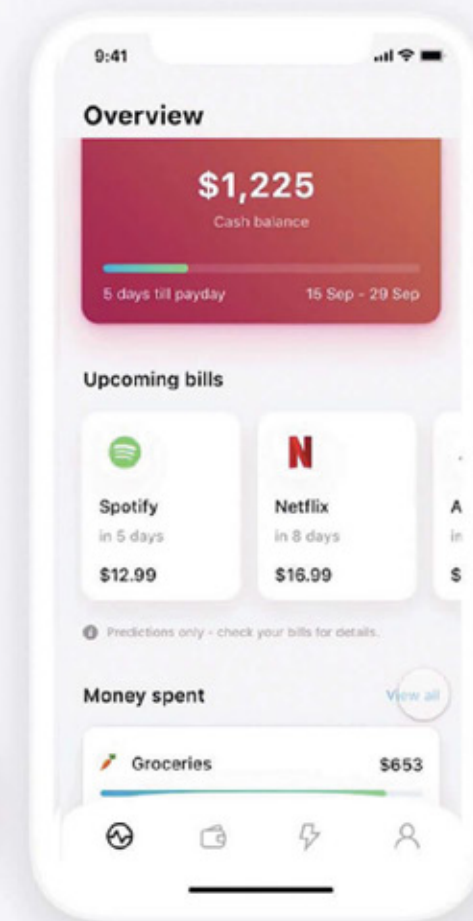 9:41
Overview
$1,225
Cash balance
5 days till payday 15 Sep - 29 Sep
Upcoming bills
N
Spotify Netflix A
in 5 days in 8 days in
$12.99 $16.99 $
Predictions only - check your bills for details.
Money spent View all
Groceries $653